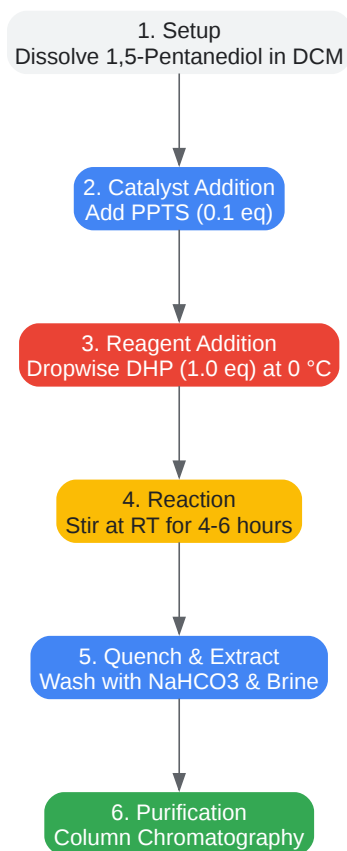 1. Setup
Dissolve 1,5-Pentanediol in DCM
2. Catalyst Addition
Add PPTS (0.1 eq)
3. Reagent Addition
Dropwise DHP (1.0 eq) at 0 °C
4. Reaction
Stir at RT for 4-6 hours
5. Quench & Extract
Wash with NaHCO3 & Brine
6. Purification
Column Chromatography